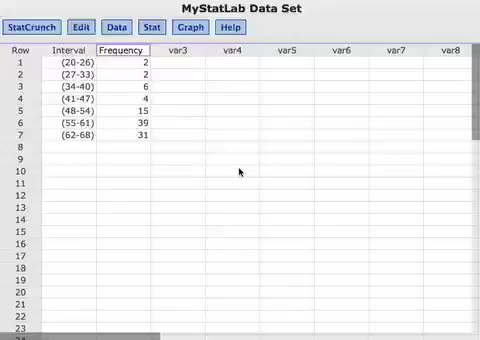 MyStatLab Data Set
StatCrunch Edit Data Stat Graph Help
Row Interval Frequency var3 var4 var5 var6 var7 var8
1 (20-26) 2
2 (27-33) 2
3 (34-40) 6
4 (41-47) 4
5 (48-54) 15
6 (55-61) 39
7 (62-68) 31
8
9
10
11
12
13
14
15
16
17
18
19
20
21
22
23